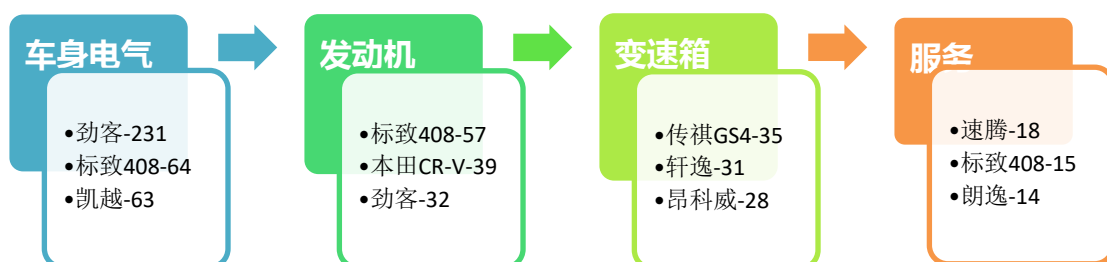 车身电气
•劲客-231
•标致408-64
•凯越-63
发动机
•标致408-57
•本田CR-V-39
•劲客-32
变速箱
•传祺GS4-35
•轩逸-31
•昂科威-28
服务
•速腾-18
•标致408-15
•朗逸-14